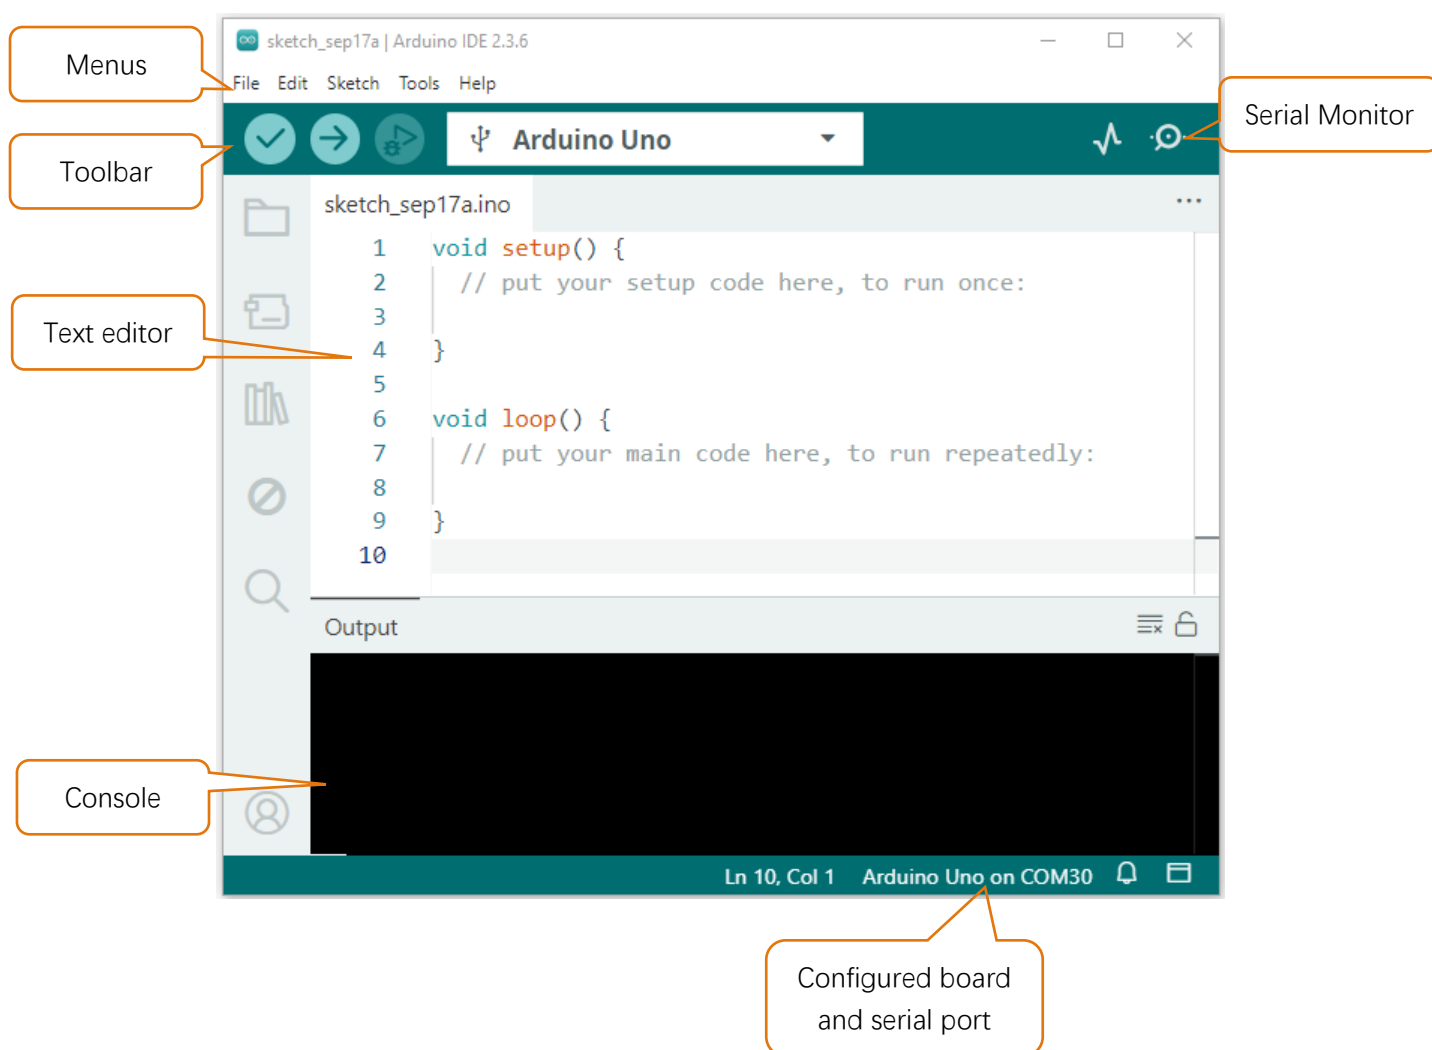 sketch_sep17a | Arduino IDE 2.3.6
Menus
File Edit Sketch Tools Help
Serial Monitor
Arduino Uno
Toolbar
sketch_sep17a.ino
1 void setup() {
2 // put your setup code here, to run once:
3
Text editor
4 }
5
6 void loop() {
7 // put your main code here, to run repeatedly:
8
9 }
10
Output
Console
Ln 10, Col 1 Arduino Uno on COM30
Configured board
and serial port